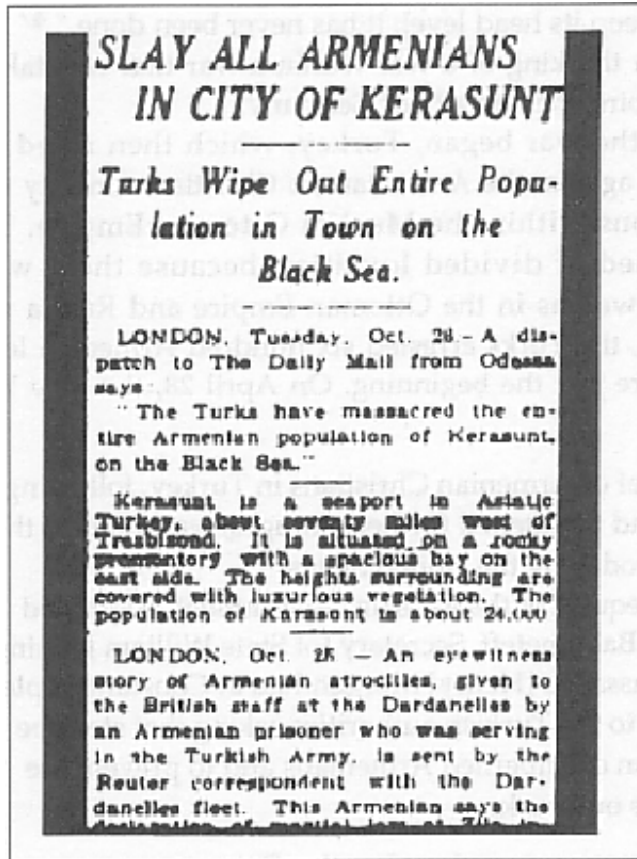 SLAY ALL ARMENIANS
IN CITY OF KERASUNT
Turks Wipe Out Entire Popu-
lation in Town on the
Black Sea.
LONDON, Tuesday, Oct. 26 - A dis-
patch to The Daily Mail from Odessa
says
"The Turks have massacred the en-
tire Armenian population of Kerasunt,
on the Black Sea."
Kerasunt is a seaport in Asiatic
Turkey, about seventy miles west of
Trebizond. It is situated on a rocky
promontory with a spacious bay on the
east side. The heights surrounding are
covered with luxurious vegetation. The
population of Karasunt is about 24,000
LONDON, Oct. — An eyewitness
story of Armenian atrocities, given to
the British staff at the Dardanelles by
an Armenian prisoner who was serving
in the Turkish Army, is sent by the
Reuter correspondent with the Dar-
danelles fleet. This Armenian says the